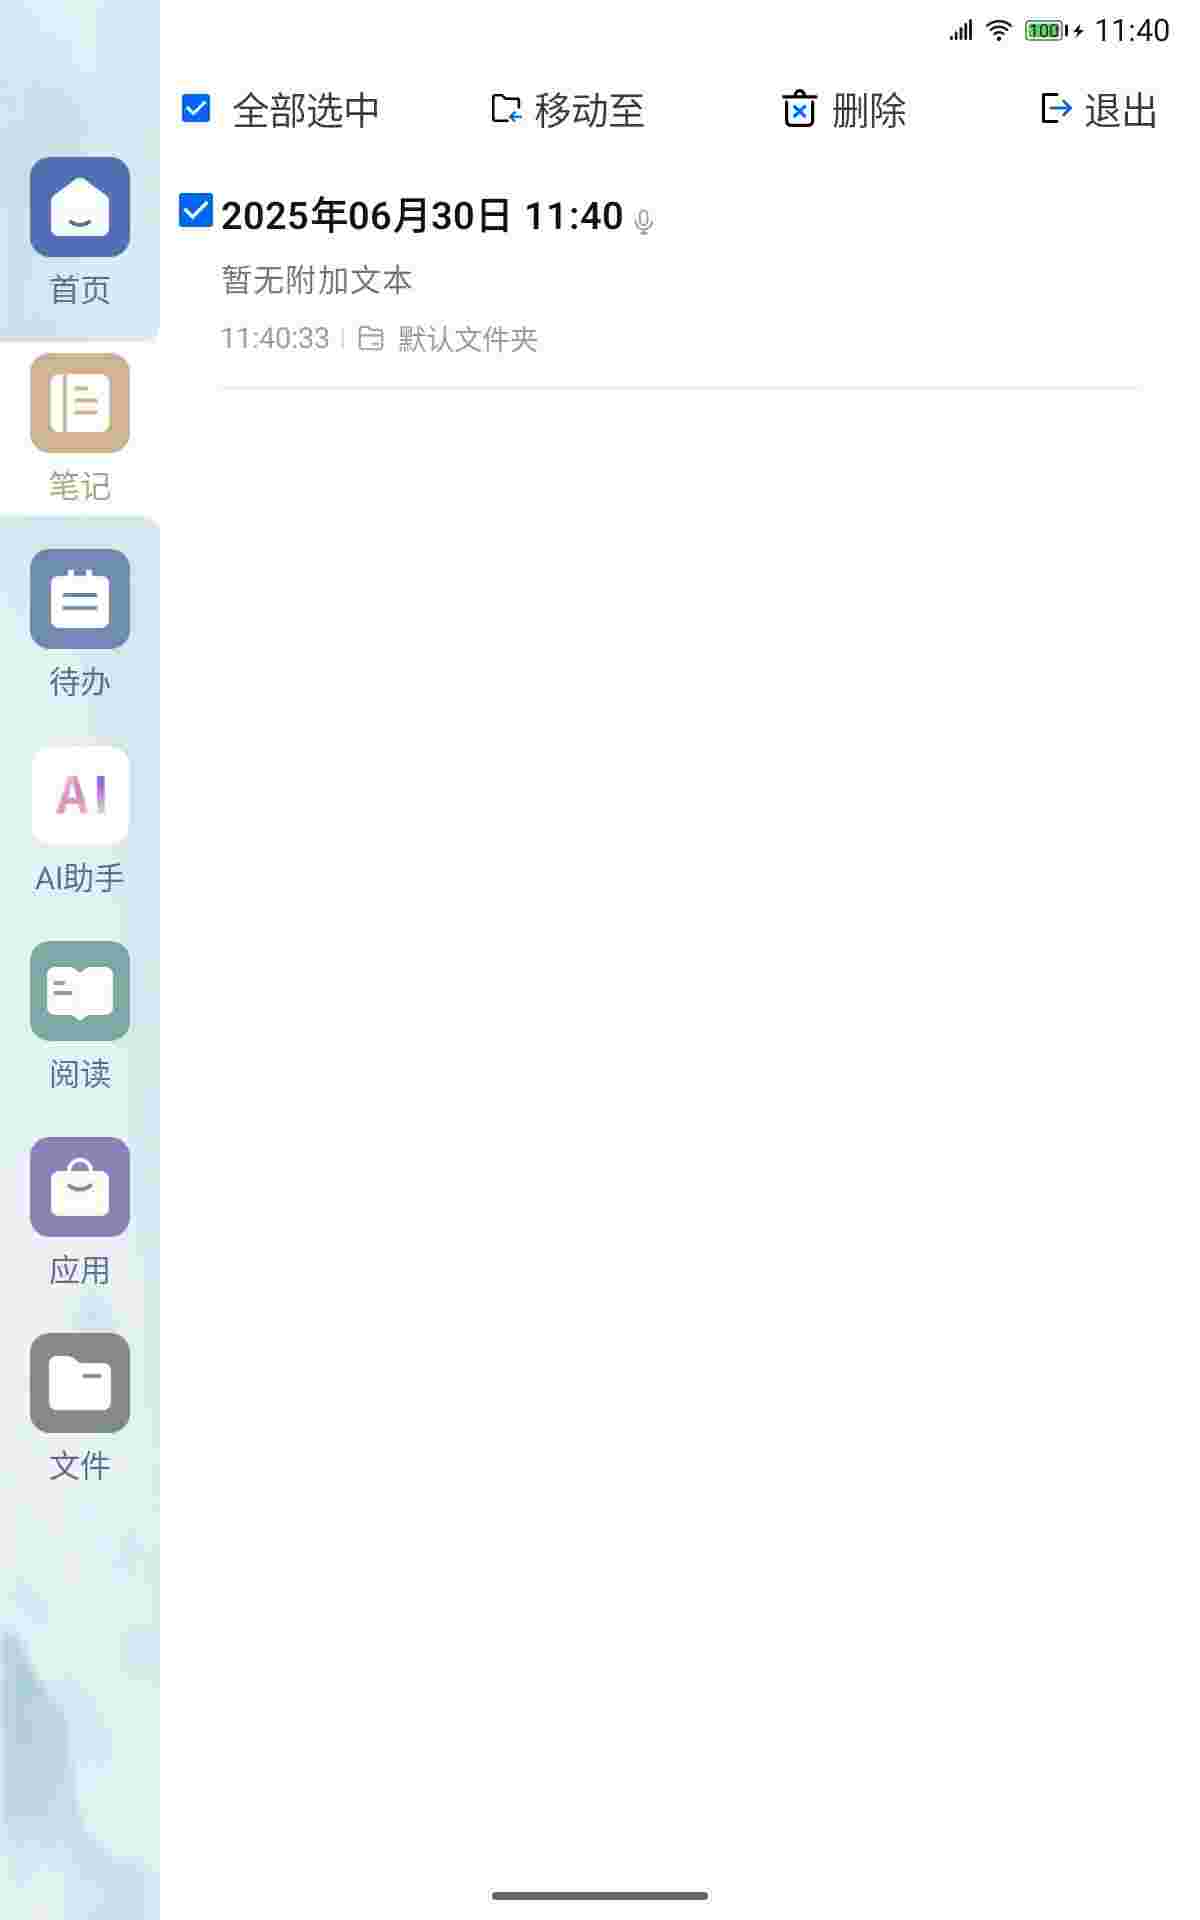 100 11:40
全部选中 移动至 删除 退出
2025年06月30日 11:40
暂无附加文本
11:40:33 默认文件夹
首页
笔记
待办
AI
AI助手
阅读
应用
文件